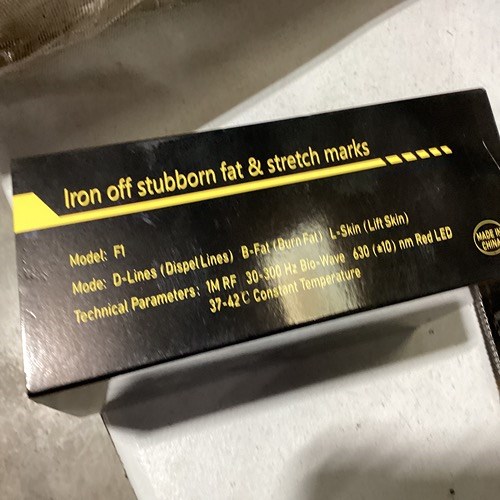 Iron off stubborn fat & stretch marks
Model: F1
Mode: D-Lines (Dispel Lines) B-Fat (Burn Fat) L-Skin (Lift Skin)
Technical Parameters: 1M RF 30-300 Hz Bio-Wave 630 (±10) nm Red LED
37-42℃ Constant Temperature
MADE IN
CHINA